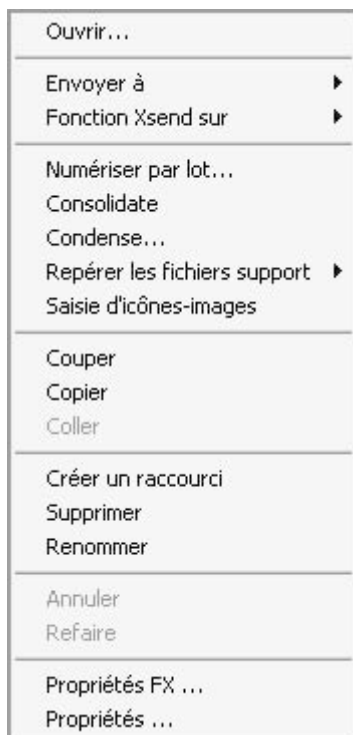 Ouvrir...
Envoyer à
Fonction Xsend sur
Numériser par lot...
Consolidate
Condense...
Repérer les fichiers support
Saisie d'icônes-images
Couper
Copier
Coller
Créer un raccourci
Supprimer
Renommer
Annuler
Refaire
Propriétés FX ...
Propriétés ...